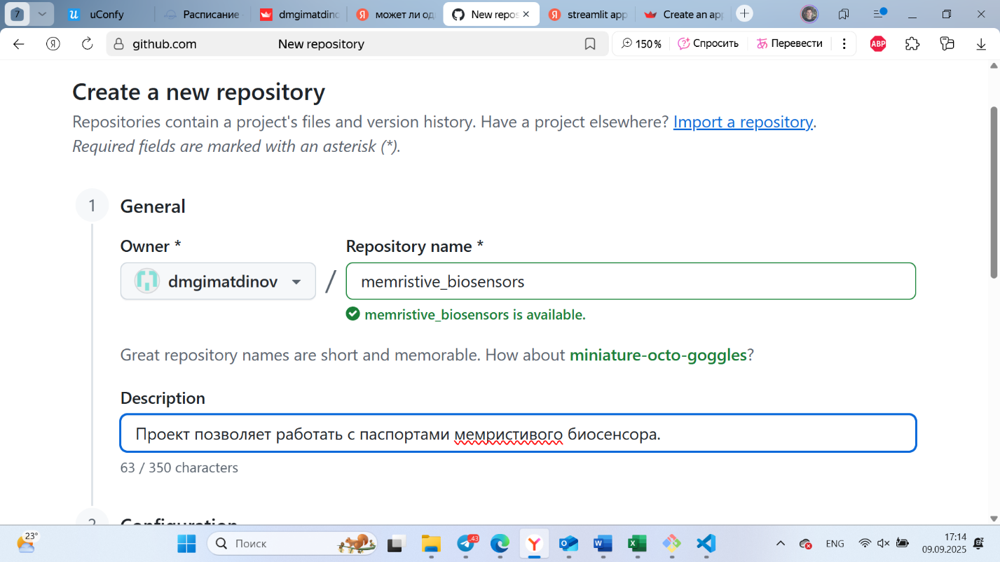 7
uConfy
Расписание
dmgimatdino
может ли од
New repos
streamlit app
Create an app
github.com
New repository
150%
Спросить
Перевести
ABP
Create a new repository
Repositories contain a project's files and version history. Have a project elsewhere? Import a repository.
Required fields are marked with an asterisk (*).
1
General
Owner *
Repository name *
dmgimatdinov
/
memristive_biosensors
memristive_biosensors is available.
Great repository names are short and memorable. How about miniature-octo-goggles?
Description
Проект позволяет работать с паспортами мемристивого биосенсора.
63 / 350 characters
2
Configuration
23°
Поиск
43
ENG
17:14
09.09.2025